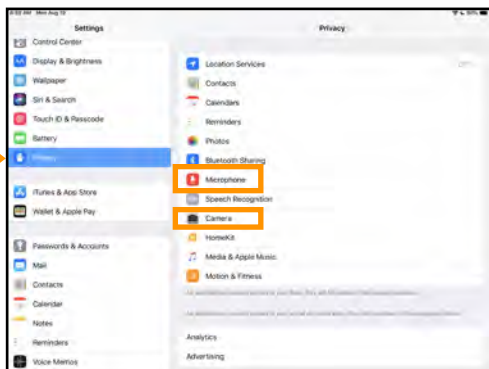 Settings
Control Center
Display & Brightness
Wallpaper
Siri & Search
Touch ID & Passcode
Battery
Privacy
iTunes & App Store
Wallet & Apple Pay
Passwords & Accounts
Mail
Contacts
Calendar
Notes
Reminders
Voice Memos
Privacy
Location Services
Contacts
Calendars
Reminders
Photos
Bluetooth Sharing
Microphone
Speech Recognition
Camera
HomeKit
Media & Apple Music
Motion & Fitness
Analytics
Advertising